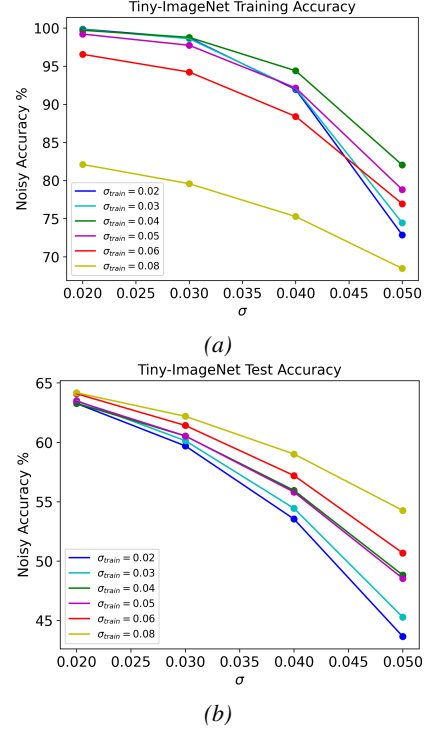 Tiny-ImageNet Training Accuracy
Noisy Accuracy %
100
95
90
85
80
75
70
σtrain = 0.02
σtrain = 0.03
σtrain = 0.04
σtrain = 0.05
σtrain = 0.06
σtrain = 0.08
0.020 0.025 0.030 0.035 0.040 0.045 0.050
σ
(a)
Tiny-ImageNet Test Accuracy
Noisy Accuracy %
65
60
55
50
45
σtrain = 0.02
σtrain = 0.03
σtrain = 0.04
σtrain = 0.05
σtrain = 0.06
σtrain = 0.08
0.020 0.025 0.030 0.035 0.040 0.045 0.050
σ
(b)